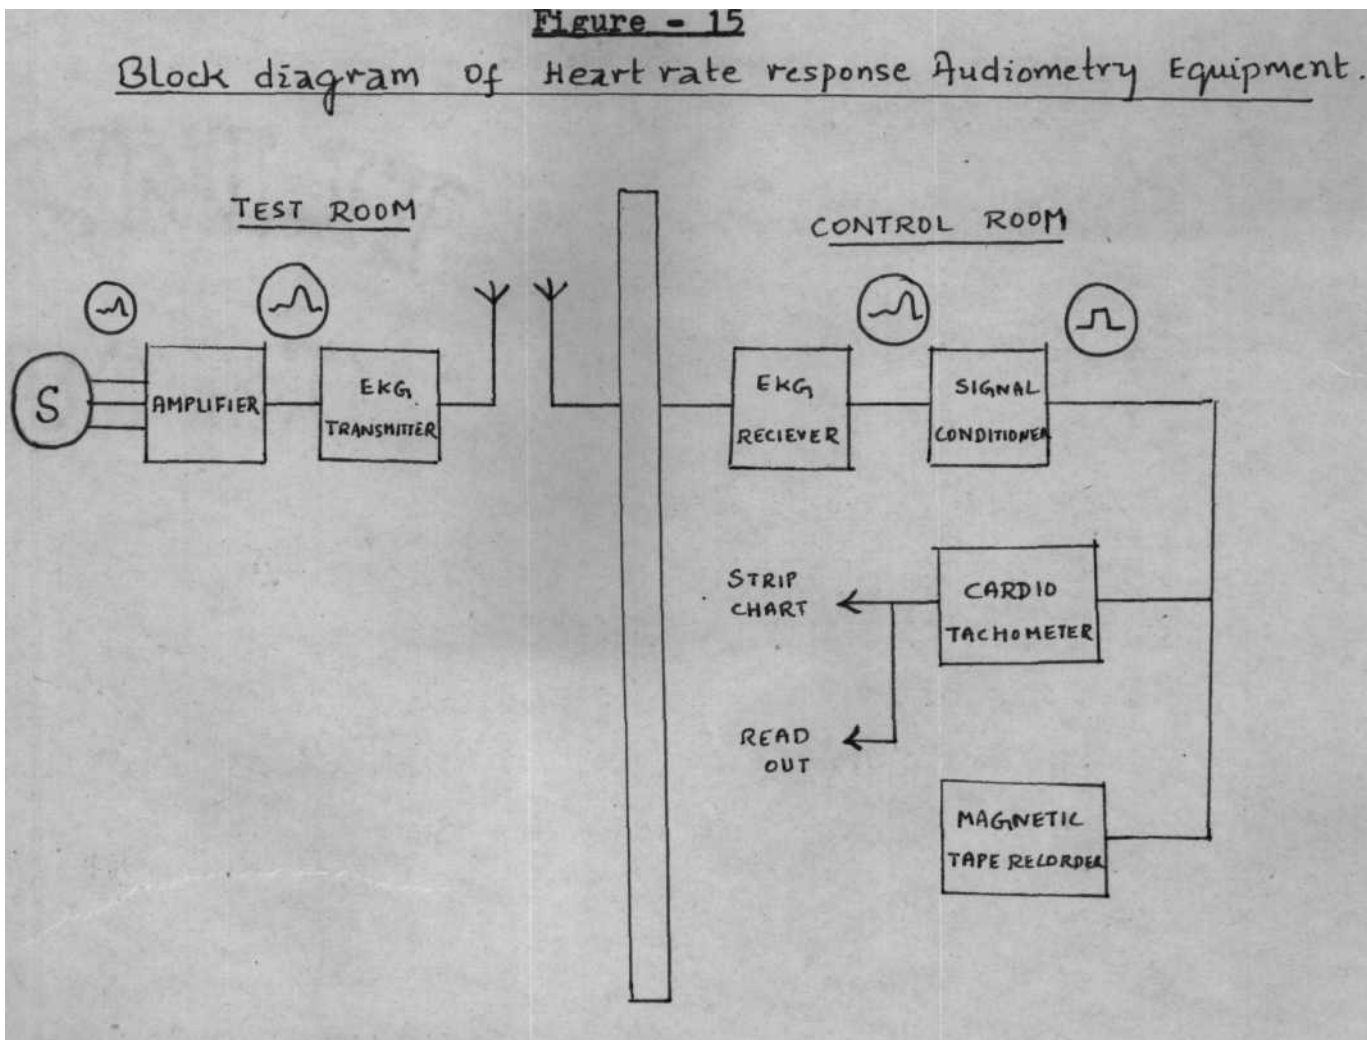 Figure - 15
Block diagram of Heart rate response Audiometry Equipment.
TEST ROOM
CONTROL ROOM
S
AMPLIFIER
EKG
TRANSMITTER
EKG
RECIEVER
SIGNAL
CONDITIONER
STRIP
CHART
CARDIO
TACHOMETER
READ
OUT
MAGNETIC
TAPE RECORDER